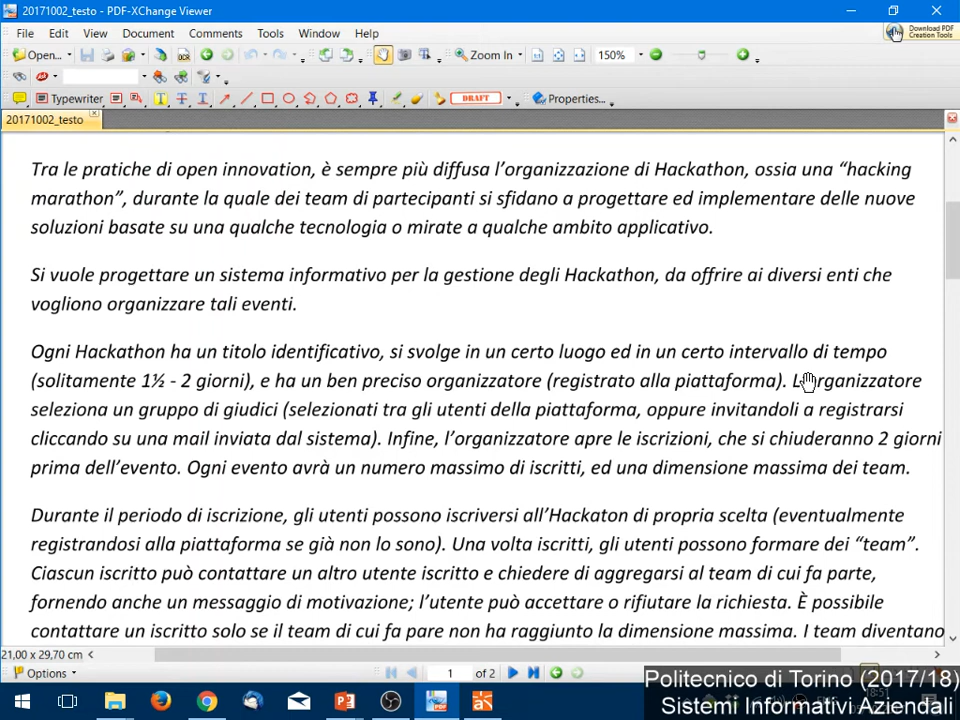 20171002_testo - PDF-XChange Viewer
File Edit View Document Comments Tools Window Help
Download PDF
Creation Tools
Open... OCR Zoom In 150%
Typewriter DRAFT Properties...
20171002_testo
Tra le pratiche di open innovation, è sempre più diffusa l’organizzazione di Hackathon, ossia una “hacking
marathon”, durante la quale dei team di partecipanti si sfidano a progettare ed implementare delle nuove
soluzioni basate su una qualche tecnologia o mirate a qualche ambito applicativo.
Si vuole progettare un sistema informativo per la gestione degli Hackathon, da offrire ai diversi enti che
vogliono organizzare tali eventi.
Ogni Hackathon ha un titolo identificativo, si svolge in un certo luogo ed in un certo intervallo di tempo
(solitamente 1½ - 2 giorni), e ha un ben preciso organizzatore (registrato alla piattaforma). L’organizzatore
seleziona un gruppo di giudici (selezionati tra gli utenti della piattaforma, oppure invitandoli a registrarsi
cliccando su una mail inviata dal sistema). Infine, l’organizzatore apre le iscrizioni, che si chiuderanno 2 giorni
prima dell’evento. Ogni evento avrà un numero massimo di iscritti, ed una dimensione massima dei team.
Durante il periodo di iscrizione, gli utenti possono iscriversi all’Hackaton di propria scelta (eventualmente
registrandosi alla piattaforma se già non lo sono). Una volta iscritti, gli utenti possono formare dei “team”.
Ciascun iscritto può contattare un altro utente iscritto e chiedere di aggregarsi al team di cui fa parte,
fornendo anche un messaggio di motivazione; l’utente può accettare o rifiutare la richiesta. È possibile
contattare un iscritto solo se il team di cui fa pare non ha raggiunto la dimensione massima. I team diventano
21,00 x 29,70 cm
Options 1 of 2
Politecnico di Torino (2017/18)
Sistemi Informativi Aziendali